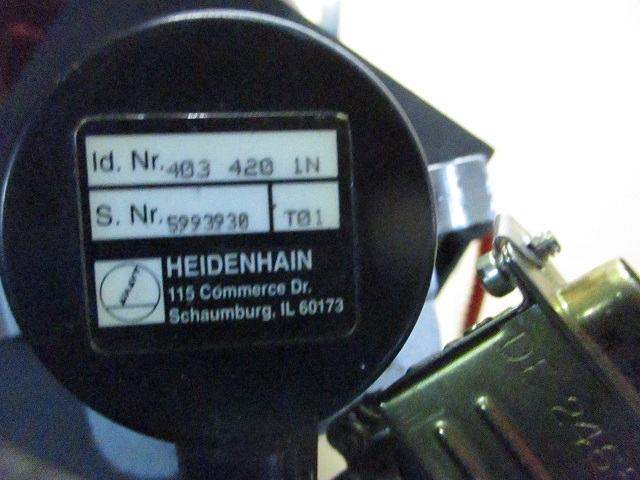 Id. Nr. 403 420 1N
S. Nr. 5993930 T01
HEIDENHAIN
115 Commerce Dr.
Schaumburg, IL 60173